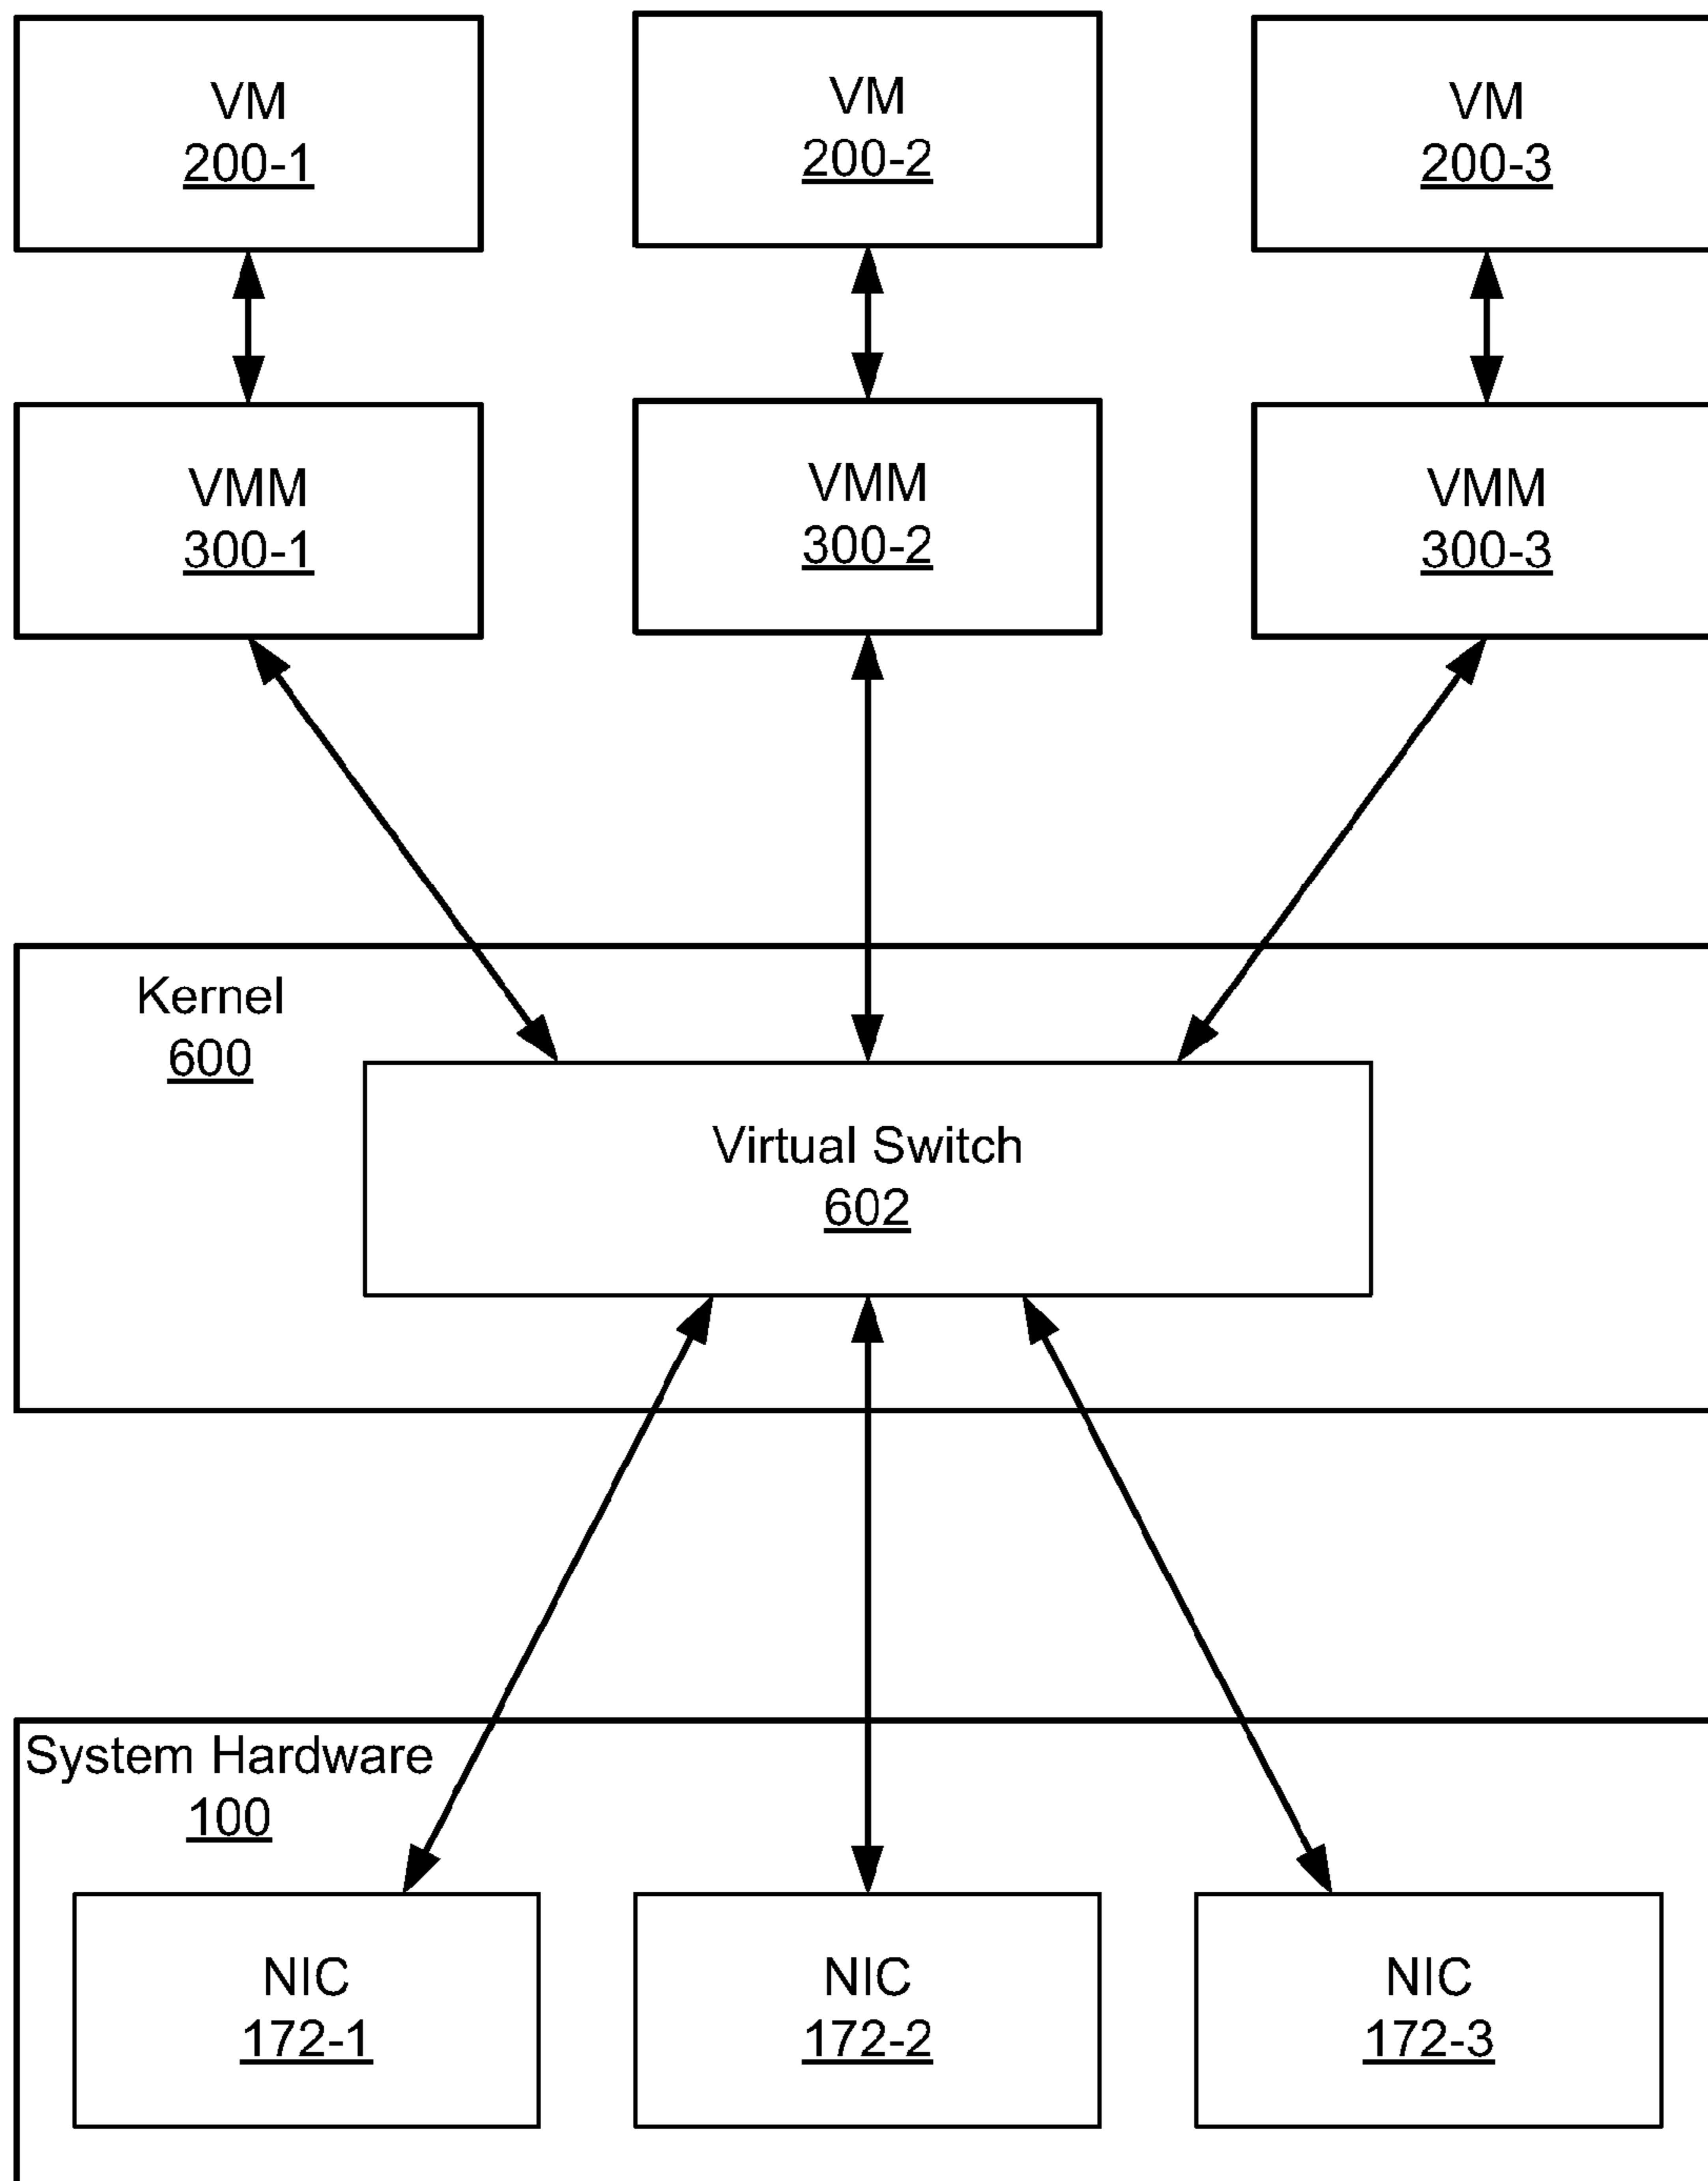 VM
200-1
VM
200-2
VM
200-3
VMM
300-1
VMM
300-2
VMM
300-3
Kernel
600
Virtual Switch
602
System Hardware
100
NIC
172-1
NIC
172-2
NIC
172-3